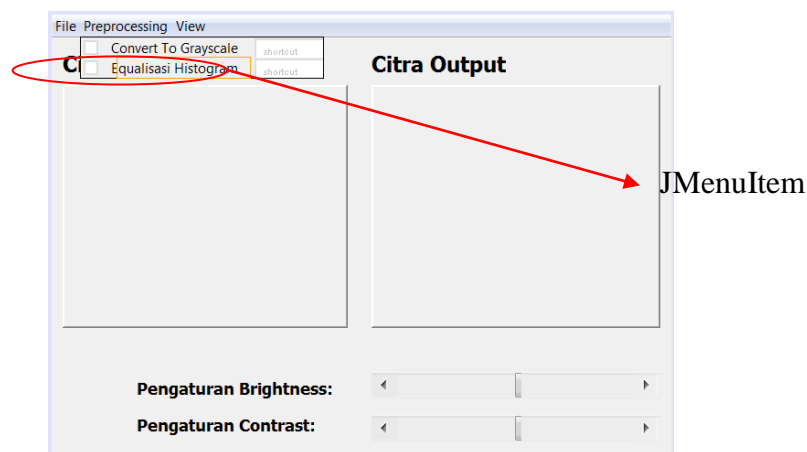 File Preprocessing View
Convert To Grayscale shortcut
Equalisasi Histogram shortcut
C
Citra Output
JMenuItem
Pengaturan Brightness:
Pengaturan Contrast: